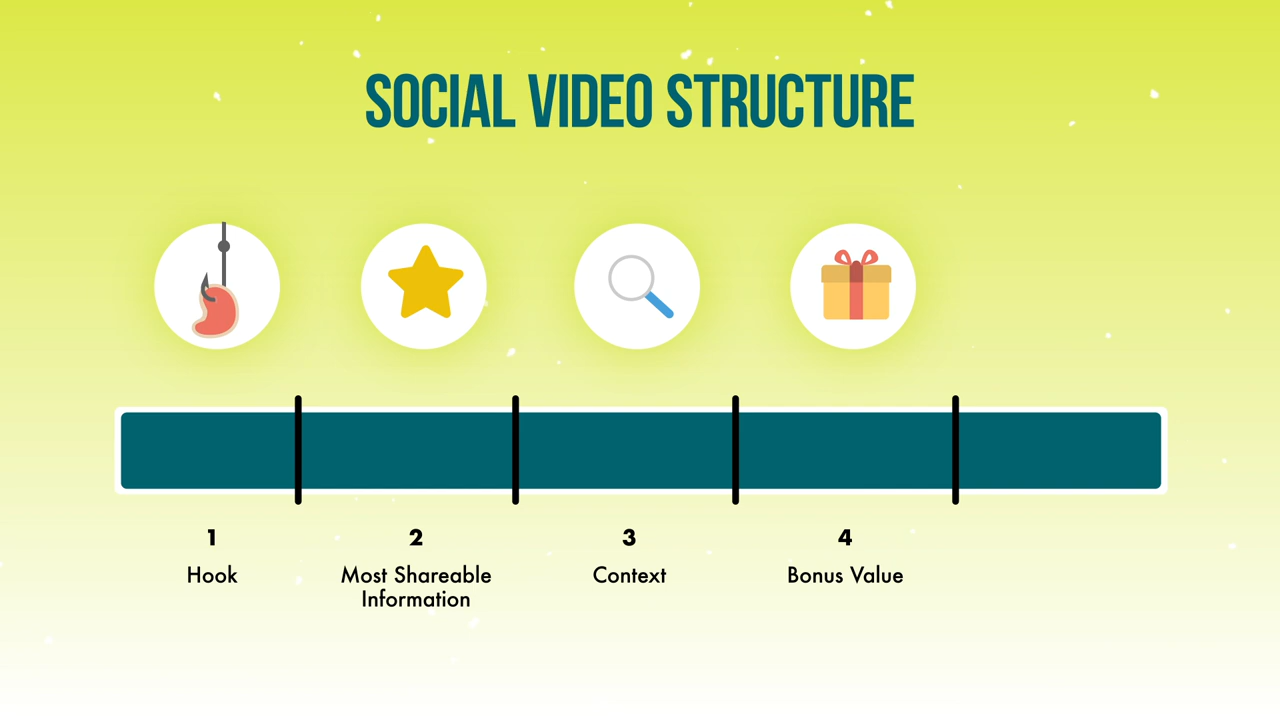 SOCIAL VIDEO STRUCTURE
1
Hook
2
Most Shareable
Information
3
Context
4
Bonus Value